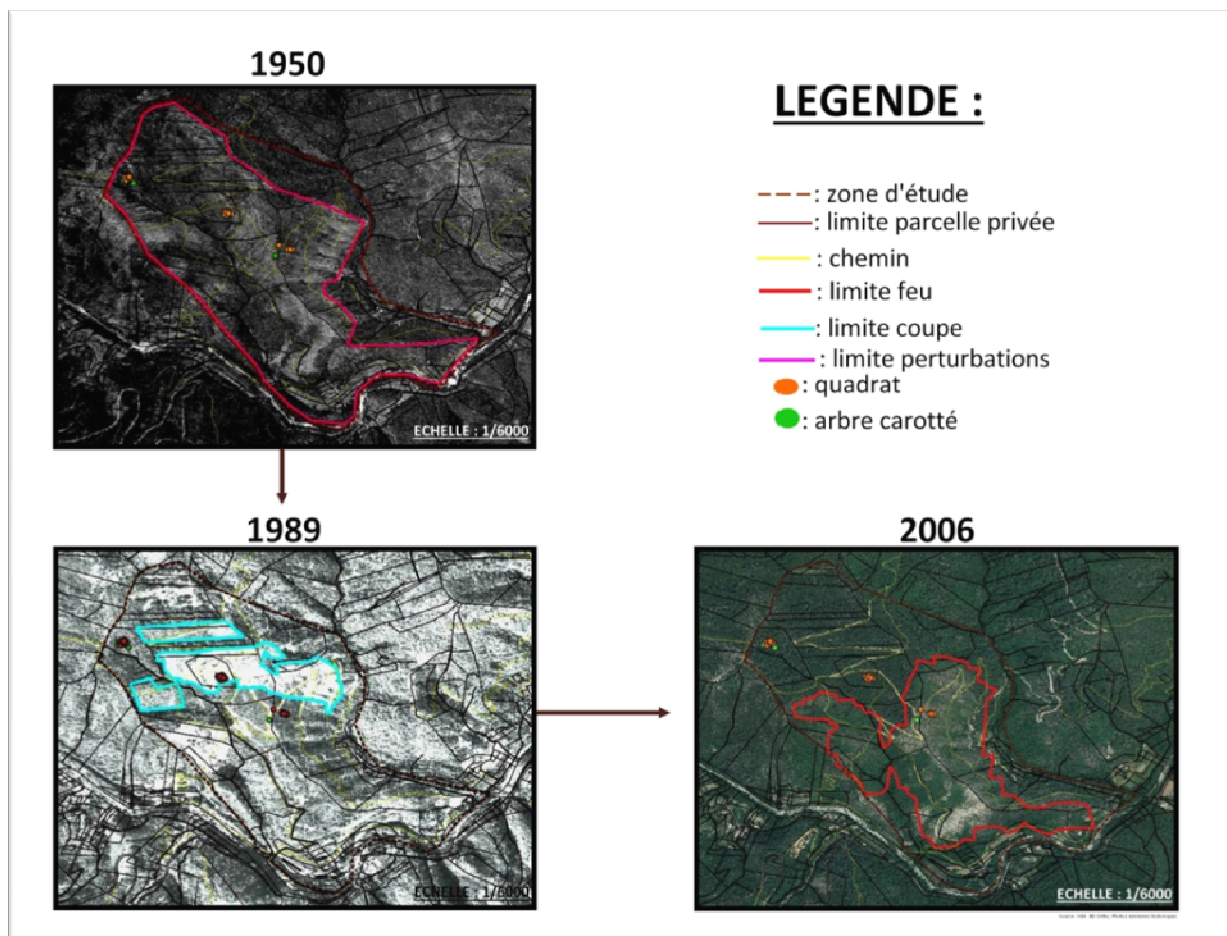 1950
ECHELLE : 1/6000
LEGENDE :
: zone d'étude
: limite parcelle privée
: chemin
: limite feu
: limite coupe
: limite perturbations
: quadrat
: arbre carotté
1989
ECHELLE : 1/6000
2006
ECHELLE : 1/6000